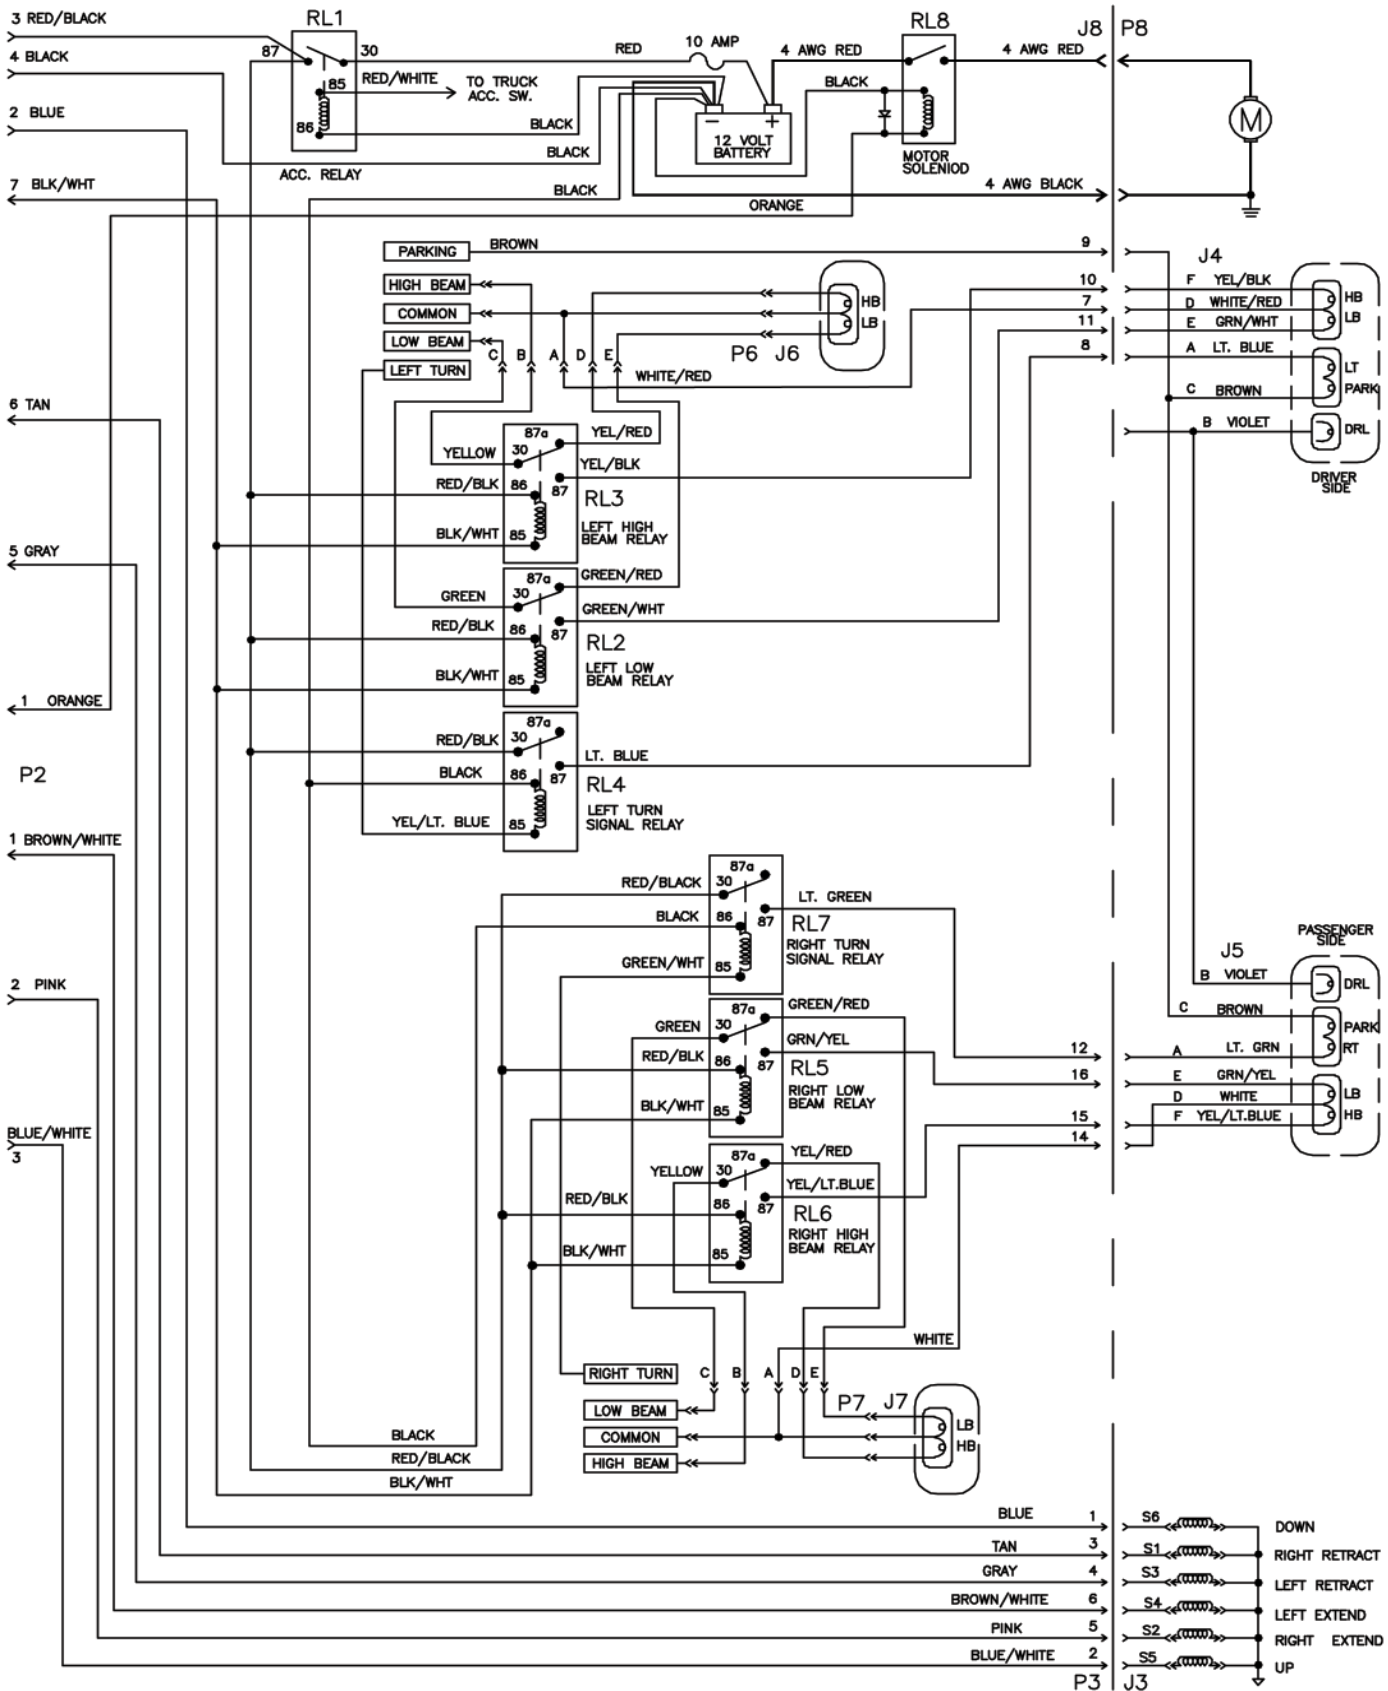 3 RED/BLACK
RL1
RL8
J8 P8
87
30
RED
10 AMP
4 AWG RED
4 AWG RED
4 BLACK
85
RED/WHITE
TO TRUCK
ACC. SW.
BLACK
2 BLUE
86
BLACK
− +
12 VOLT
BATTERY
M
BLACK
MOTOR
SOLENIOD
ACC. RELAY
7 BLK/WHT
BLACK
4 AWG BLACK
ORANGE
PARKING
BROWN
9
J4
HIGH BEAM
10
F YEL/BLK
HB
COMMON
HB
7
D WHITE/RED
LB
LOW BEAM
LB
11
E GRN/WHT
C B A D E
P6 J6
8
A LT. BLUE
LT
LEFT TURN
WHITE/RED
C BROWN
PARK
6 TAN
B VIOLET
DRL
87a
YEL/RED
YELLOW
30
YEL/BLK
DRIVER
SIDE
RED/BLK
86
87
RL3
BLK/WHT
85
LEFT HIGH
BEAM RELAY
5 GRAY
87a
GREEN/RED
GREEN
30
GREEN/WHT
RED/BLK
86
87
RL2
BLK/WHT
85
LEFT LOW
BEAM RELAY
1 ORANGE
87a
RED/BLK
30
LT. BLUE
P2
BLACK
86
87
RL4
YEL/LT. BLUE
85
LEFT TURN
SIGNAL RELAY
1 BROWN/WHITE
87a
RED/BLACK
30
LT. GREEN
BLACK
86
87
RL7
GREEN/WHT
85
RIGHT TURN
SIGNAL RELAY
PASSENGER
SIDE
J5
B VIOLET
DRL
2 PINK
87a
GREEN/RED
C BROWN
PARK
GREEN
30
GRN/YEL
12
A
LT. GRN
RT
RED/BLK
86
87
RL5
16
E GRN/YEL
LB
BLK/WHT
85
RIGHT LOW
BEAM RELAY
D WHITE
15
F YEL/LT.BLUE
HB
BLUE/WHITE
3
14
87a
YEL/RED
YELLOW
30
YEL/LT.BLUE
RED/BLK
86
87
RL6
BLK/WHT
85
RIGHT HIGH
BEAM RELAY
WHITE
RIGHT TURN
C B A D E
P7 J7
LOW BEAM
LB
COMMON
HB
HIGH BEAM
BLACK
RED/BLACK
BLK/WHT
BLUE 1 S6 DOWN
TAN 3 S1 RIGHT RETRACT
GRAY 4 S3 LEFT RETRACT
BROWN/WHITE 6 S4 LEFT EXTEND
PINK 5 S2 RIGHT EXTEND
BLUE/WHITE 2 S5 UP
P3 J3